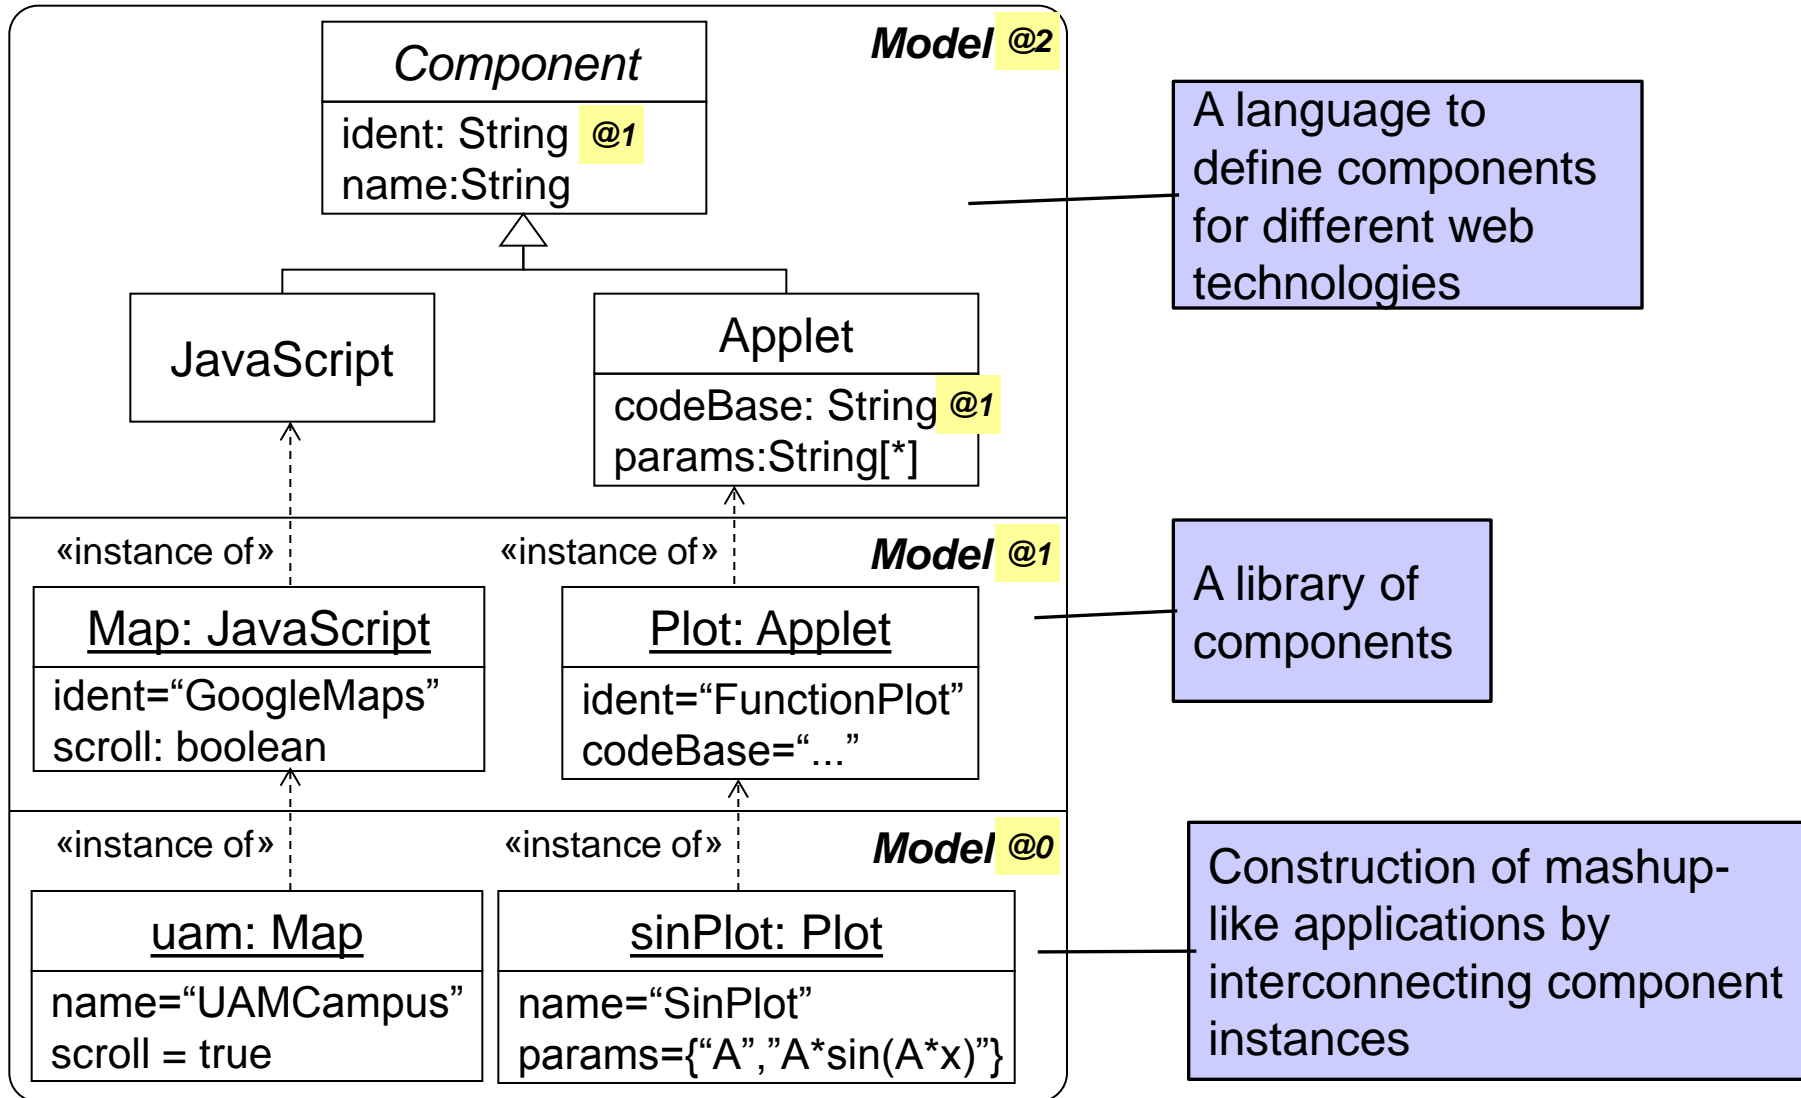 Model @2
Component
ident: String @1
name:String
A language to
define components
for different web
technologies
JavaScript
Applet
codeBase: String @1
params:String[*]
«instance of»
«instance of»
Model @1
Map: JavaScript
ident=“GoogleMaps”
scroll: boolean
Plot: Applet
ident=“FunctionPlot”
codeBase=“...”
A library of
components
«instance of»
«instance of»
Model @0
uam: Map
name=“UAMCampus”
scroll = true
sinPlot: Plot
name=“SinPlot”
params={“A”,”A*sin(A*x)”}
Construction of mashup-
like applications by
interconnecting component
instances